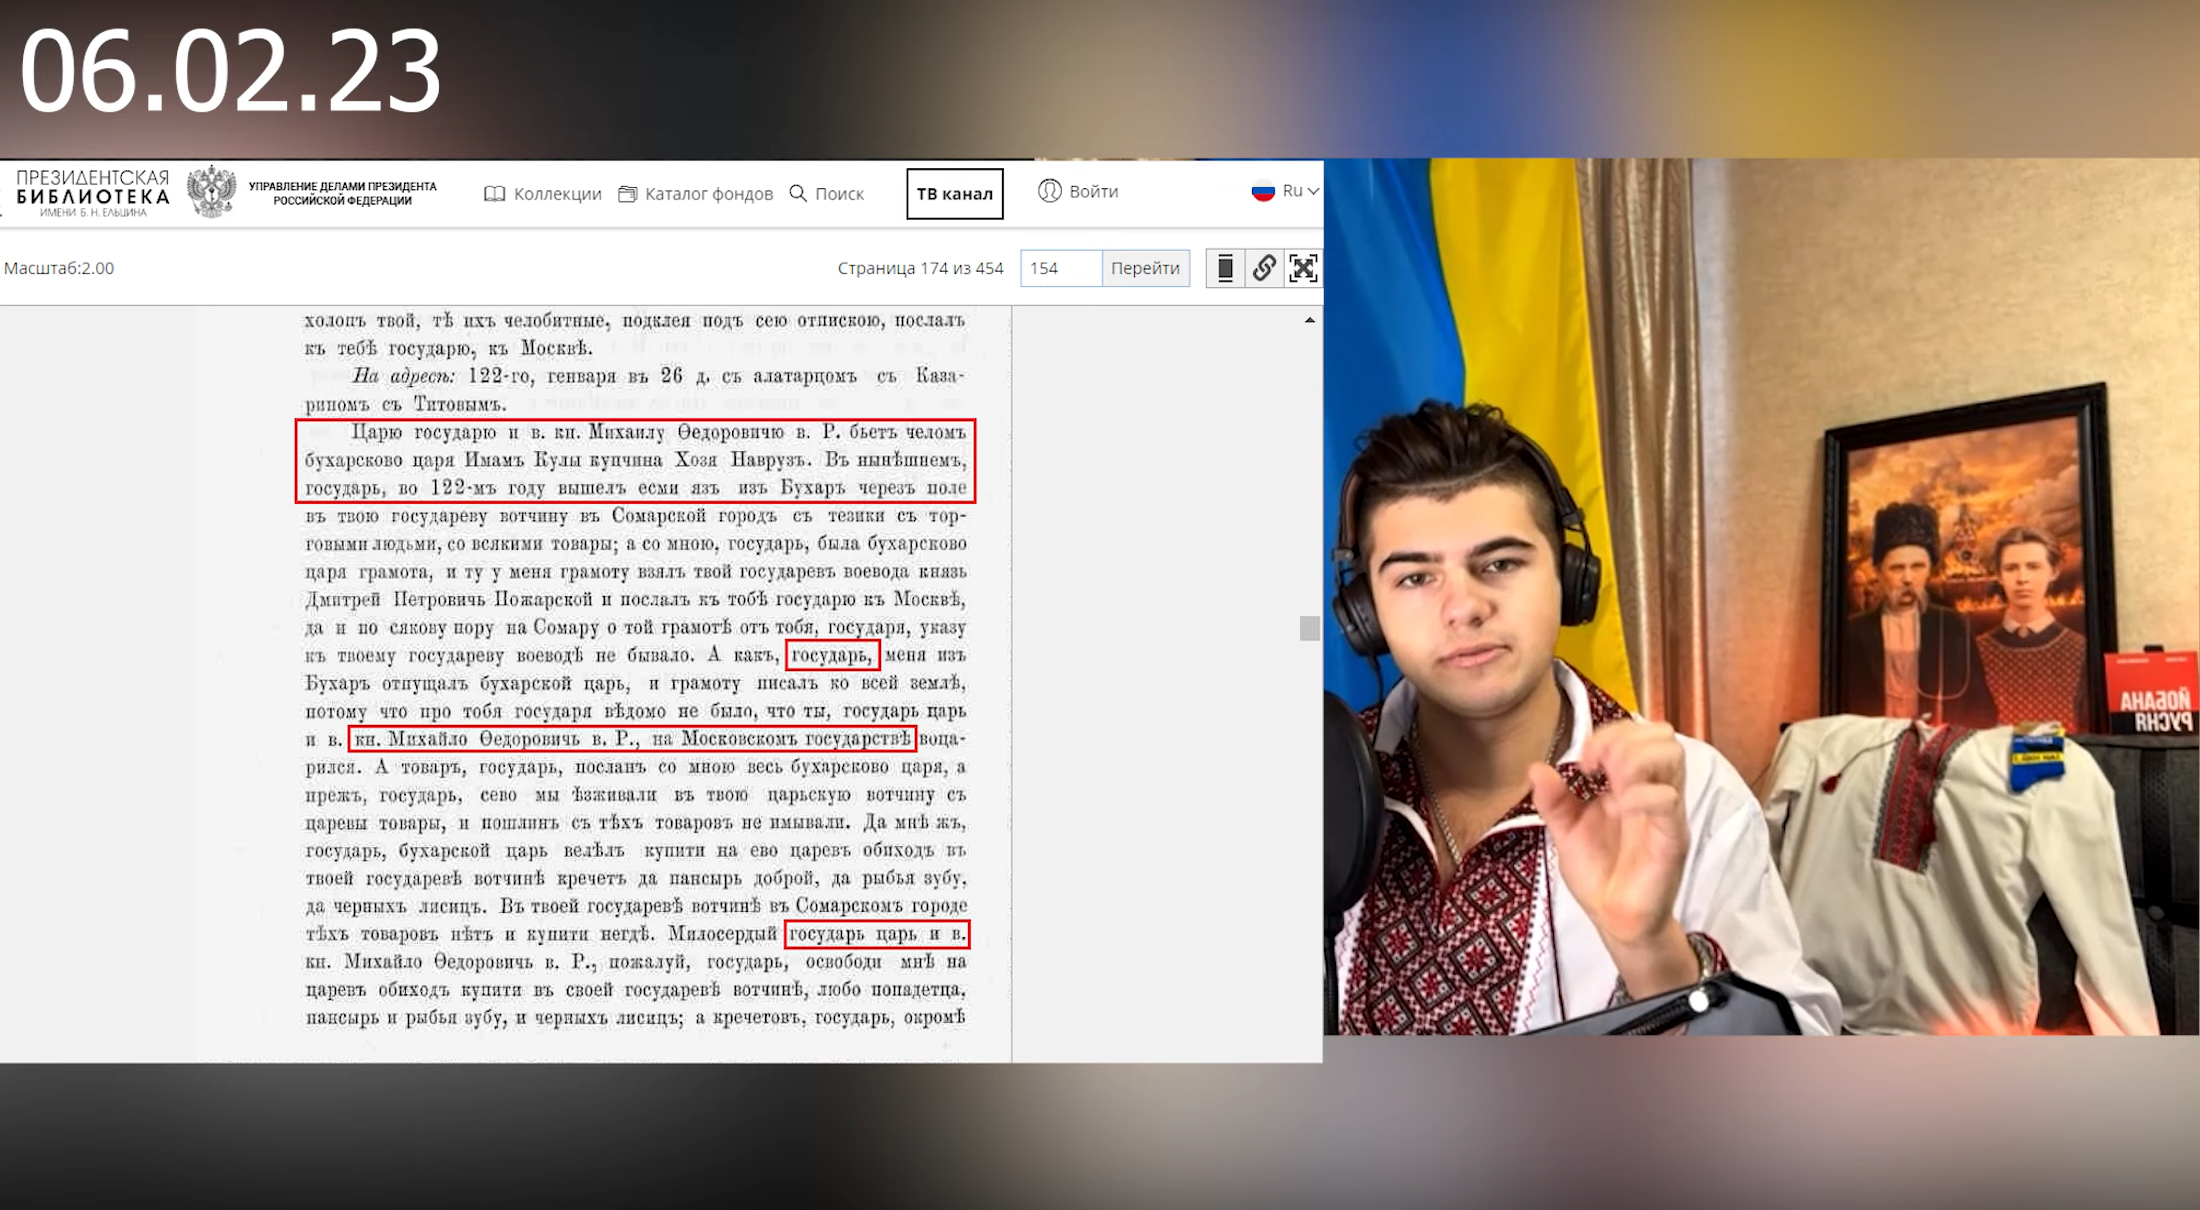 06.02.23
ПРЕЗИДЕНТСКАЯ
БИБЛИОТЕКА
ИМЕНИ Б. Н. ЕЛЬЦИНА
УПРАВЛЕНИЕ ДЕЛАМИ ПРЕЗИДЕНТА
РОССИЙСКОЙ ФЕДЕРАЦИИ
Коллекции
Каталог фондов
Поиск
ТВ канал
Войти
Ru
Масштаб:2.00
Страница 174 из 454
154
Перейти
холопъ твой, тѣ ихъ челобитные, подклея подъ сею отпискою, послалъ
къ тебѣ государю, къ Москвѣ.
На адресѣ: 122-го, генваря въ 26 д. съ алатарцомъ съ Каза-
риномъ съ Титовымъ.
Царю государю и в. кн. Михаилу Ѳедоровичю в. Р. бьетъ челомъ
бухарсково царя Имамъ Кулы купчина Хозя Наврузъ. Въ нынѣшнемъ,
государь, во 122-мъ году вышелъ есми язъ изъ Бухаръ черезъ поле
въ твою государеву вотчину въ Сомарской городъ съ тезики съ тор-
говыми людьми, со всякими товары; а со мною, государь, была бухарсково
царя грамота, и ту у меня грамоту взялъ твой государевъ воевода князь
Дмитрей Петровичь Пожарской и послалъ къ тобѣ государю къ Москвѣ,
да и по сякову пору на Сомару о той грамотѣ отъ тобя, государя, указу
къ твоему государеву воеводѣ не бывало. А какъ, государь, меня изъ
Бухаръ отпущалъ бухарской царь, и грамоту писалъ ко всей землѣ,
потому что про тобя государя вѣдомо не было, что ты, государь царь
и в. кн. Михайло Ѳедоровичь в. Р., на Московскомъ государствѣ воца-
рился. А товаръ, государь, посланъ со мною весь бухарсково царя, а
прежъ, государь, сево мы ѣзживали въ твою царьскую вотчину съ
царевы товары, и пошлинъ съ тѣхъ товаровъ не имывали. Да мнѣ жъ,
государь, бухарской царь велѣлъ купити на ево царевъ обиходъ въ
твоей государевѣ вотчинѣ кречетъ да пансырь доброй, да рыбья зубу,
да черныхъ лисицъ. Въ твоей государевѣ вотчинѣ въ Сомарскомъ городе
тѣхъ товаровъ нѣтъ и купити негдѣ. Милосердый государь царь и в.
кн. Михайло Ѳедоровичь в. Р., пожалуй, государь, освободи мнѣ на
царевъ обиходъ купити въ своей государевѣ вотчинѣ, любо попадетца,
пансырь и рыбья зубу, и черныхъ лисицъ; а кречетовъ, государь, окромѣ
ЙОБАНА
РУСНЯ